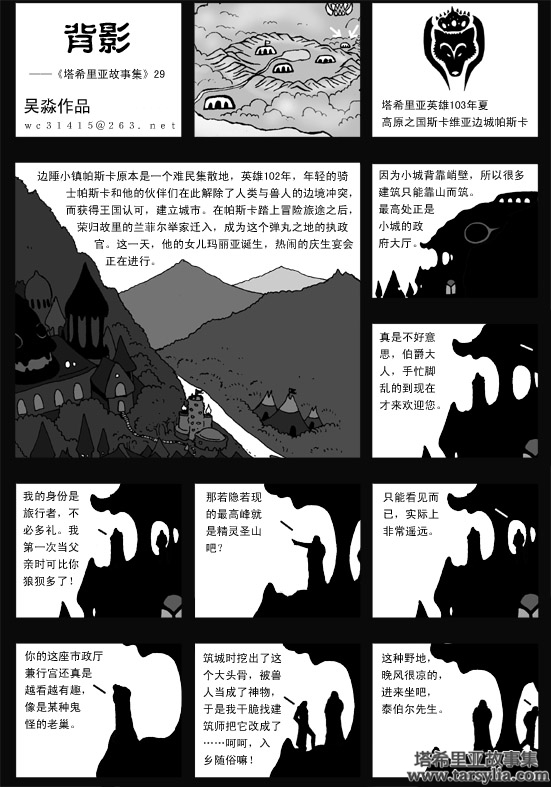 背影
——《塔希里亚故事集》29
吴淼作品
wc31415@263.net
塔希里亚英雄103年夏
高原之国斯卡维亚边城帕斯卡
边陲小镇帕斯卡原本是一个难民集散地，英雄102年，年轻的骑
士帕斯卡和他的伙伴们在此解除了人类与兽人的边境冲突，
而获得王国认可，建立城市。在帕斯卡踏上冒险旅途之后，
荣归故里的兰菲尔举家迁入，成为这个弹丸之地的执政
官。这一天，他的女儿玛丽亚诞生，热闹的庆生宴会
正在进行。
因为小城背靠峭壁，所以很多
建筑只能靠山而筑。
最高处正是
小城的政
府大厅。
真是不好意
思，伯爵大
人，手忙脚
乱的到现在
才来欢迎您。
我的身份是
旅行者，不
必多礼。我
第一次当父
亲时可比你
狼狈多了！
那若隐若现
的最高峰就
是精灵圣山
吧？
只能看见而
已，实际上
非常遥远。
你的这座市政厅
兼行宫还真是
越看越有趣，
像是某种鬼
怪的老巢。
筑城时挖出了这
个大头骨，被兽
人当成了神物，
于是我干脆找建
筑师把它改成了
……呵呵，入
乡随俗嘛！
这种野地，
晚风很凉的，
进来坐吧，
泰伯尔先生。
塔希里亚故事集
www.tarsylia.com